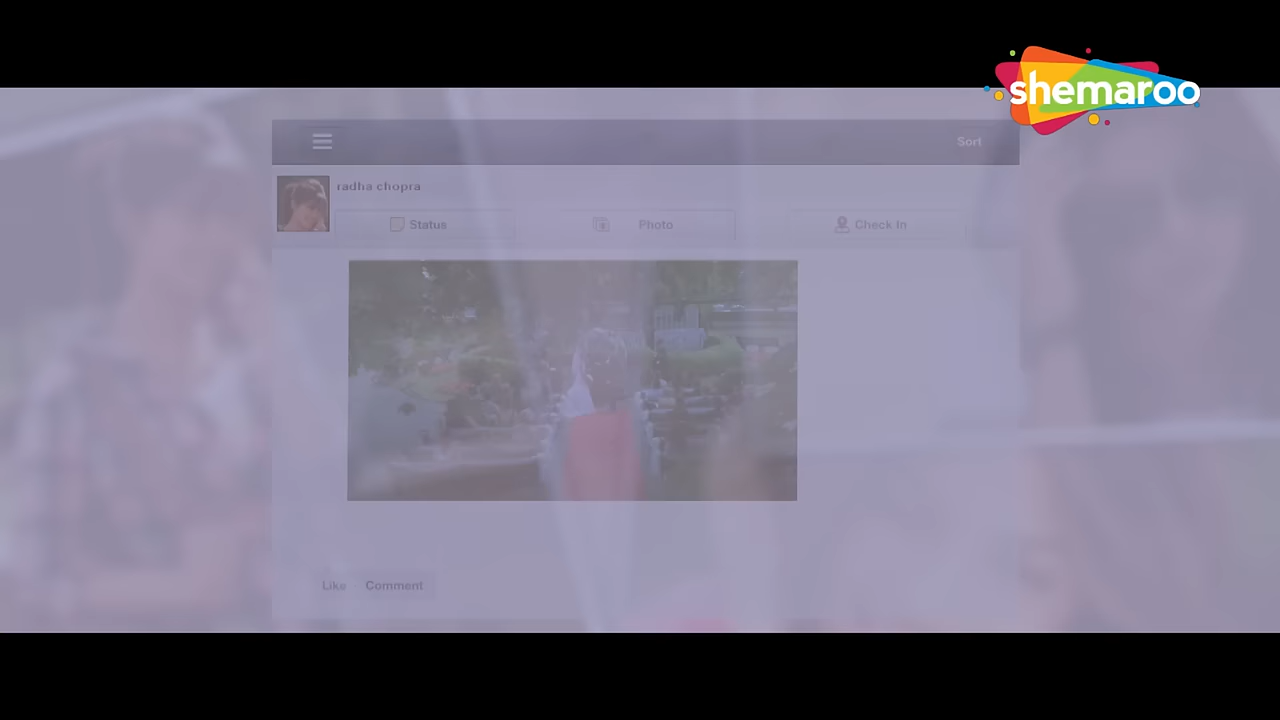 shemaroo
Sort
radha chopra
Status
Photo
Check In
Like
Comment